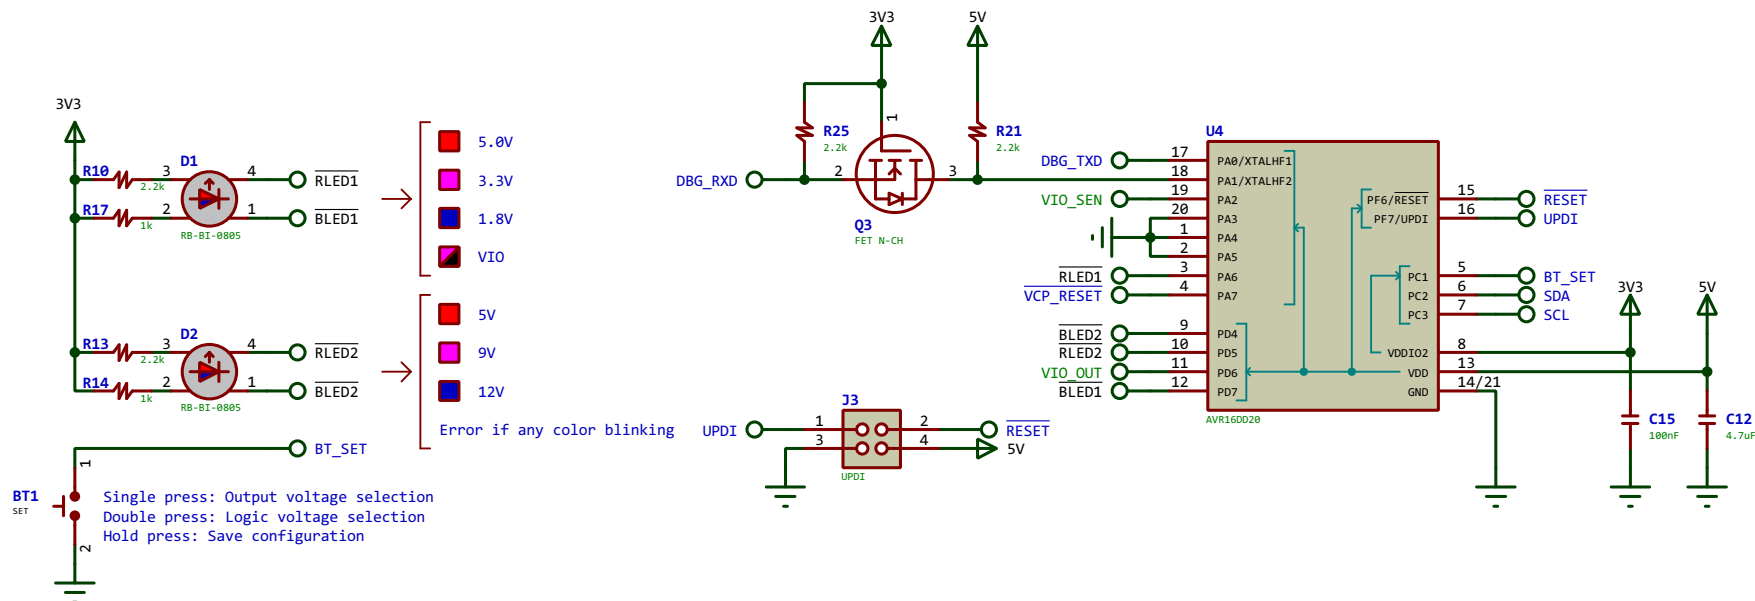 3V3
R10
2.2k
3
D1
4
RLED1
R17
1k
2
1
BLED1
RB-BI-0805
5.0V
3.3V
1.8V
VIO
R13
2.2k
3
D2
4
RLED2
R14
1k
2
1
BLED2
RB-BI-0805
5V
9V
12V
Error if any color blinking
BT_SET
1
BT1
SET
2
Single press: Output voltage selection
Double press: Logic voltage selection
Hold press: Save configuration
3V3
5V
R25
2.2k
1
R21
2.2k
DBG_RXD
2
3
Q3
FET N-CH
UPDI
1
J3
2
RESET
3
4
5V
UPDI
U4
DBG_TXD
17
PA0/XTALHF1
18
PA1/XTALHF2
VIO_SEN
19
PA2
20
PA3
1
PA4
2
PA5
RLED1
3
PA6
VCP_RESET
4
PA7
BLED2
9
PD4
RLED2
10
PD5
VIO_OUT
11
PD6
BLED1
12
PD7
PF6/RESET
15
RESET
PF7/UPDI
16
UPDI
PC1
5
BT_SET
PC2
6
SDA
PC3
7
SCL
VDDIO2
8
VDD
13
GND
14/21
AVR16DD20
3V3
5V
C15
100nF
C12
4.7uF